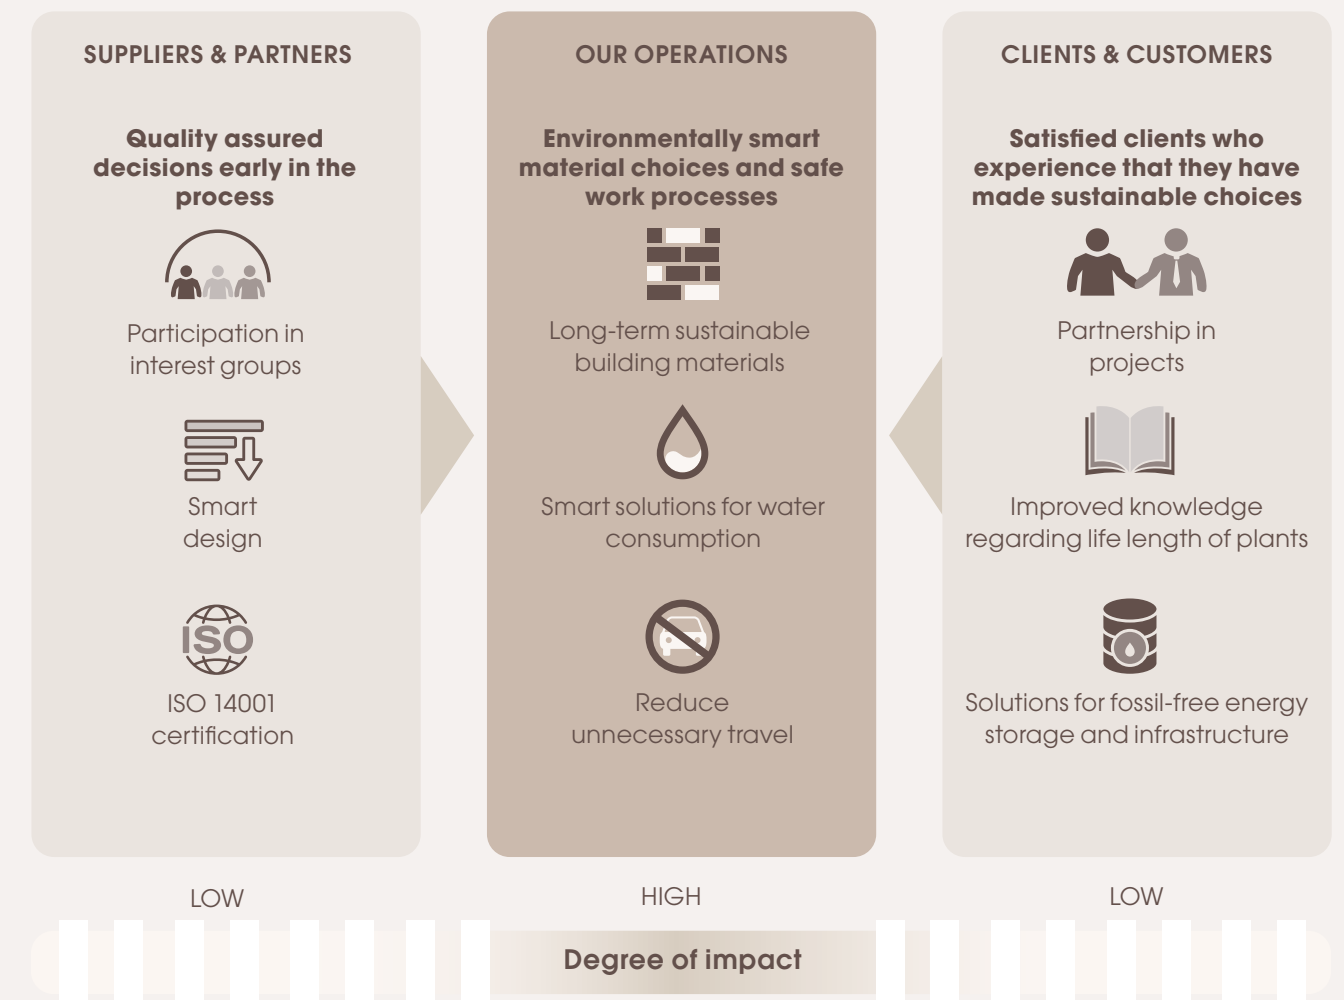 SUPPLIERS & PARTNERS
Quality assured
decisions early in the
process
Participation in
interest groups
Smart
design
ISO
ISO 14001
certification
LOW
OUR OPERATIONS
Environmentally smart
material choices and safe
work processes
Long-term sustainable
building materials
Smart solutions for water
consumption
Reduce
unnecessary travel
HIGH
CLIENTS & CUSTOMERS
Satisfied clients who
experience that they have
made sustainable choices
Partnership in
projects
Improved knowledge
regarding life length of plants
Solutions for fossil-free energy
storage and infrastructure
LOW
Degree of impact